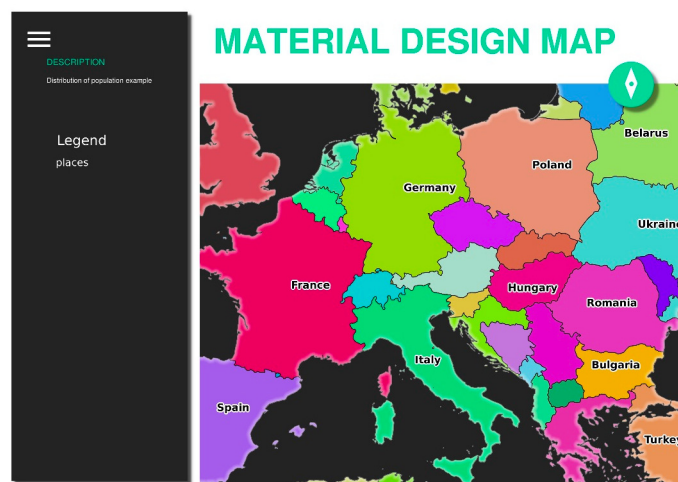 MATERIAL DESIGN MAP
DESCRIPTION
Distribution of population example
Legend
places
Belarus
Poland
Germany
Ukraine
France
Hungary
Romania
Italy
Bulgaria
Spain
Turkey